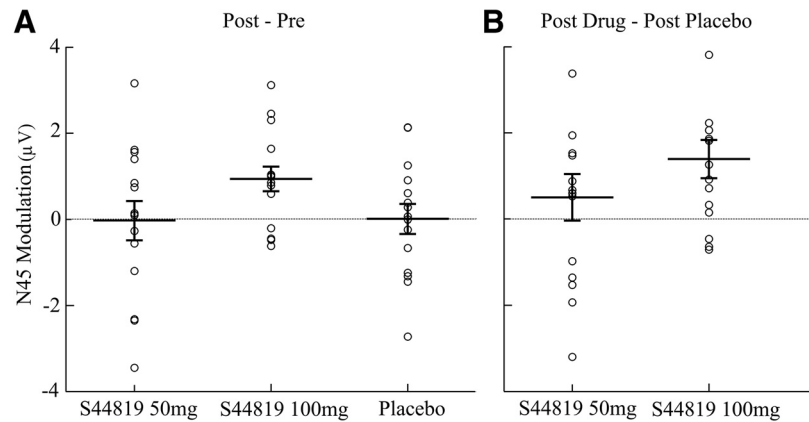 A
Post - Pre
B
Post Drug - Post Placebo
N45 Modulation (μV)
4
2
0
-2
-4
S44819 50mg
S44819 100mg
Placebo
S44819 50mg
S44819 100mg